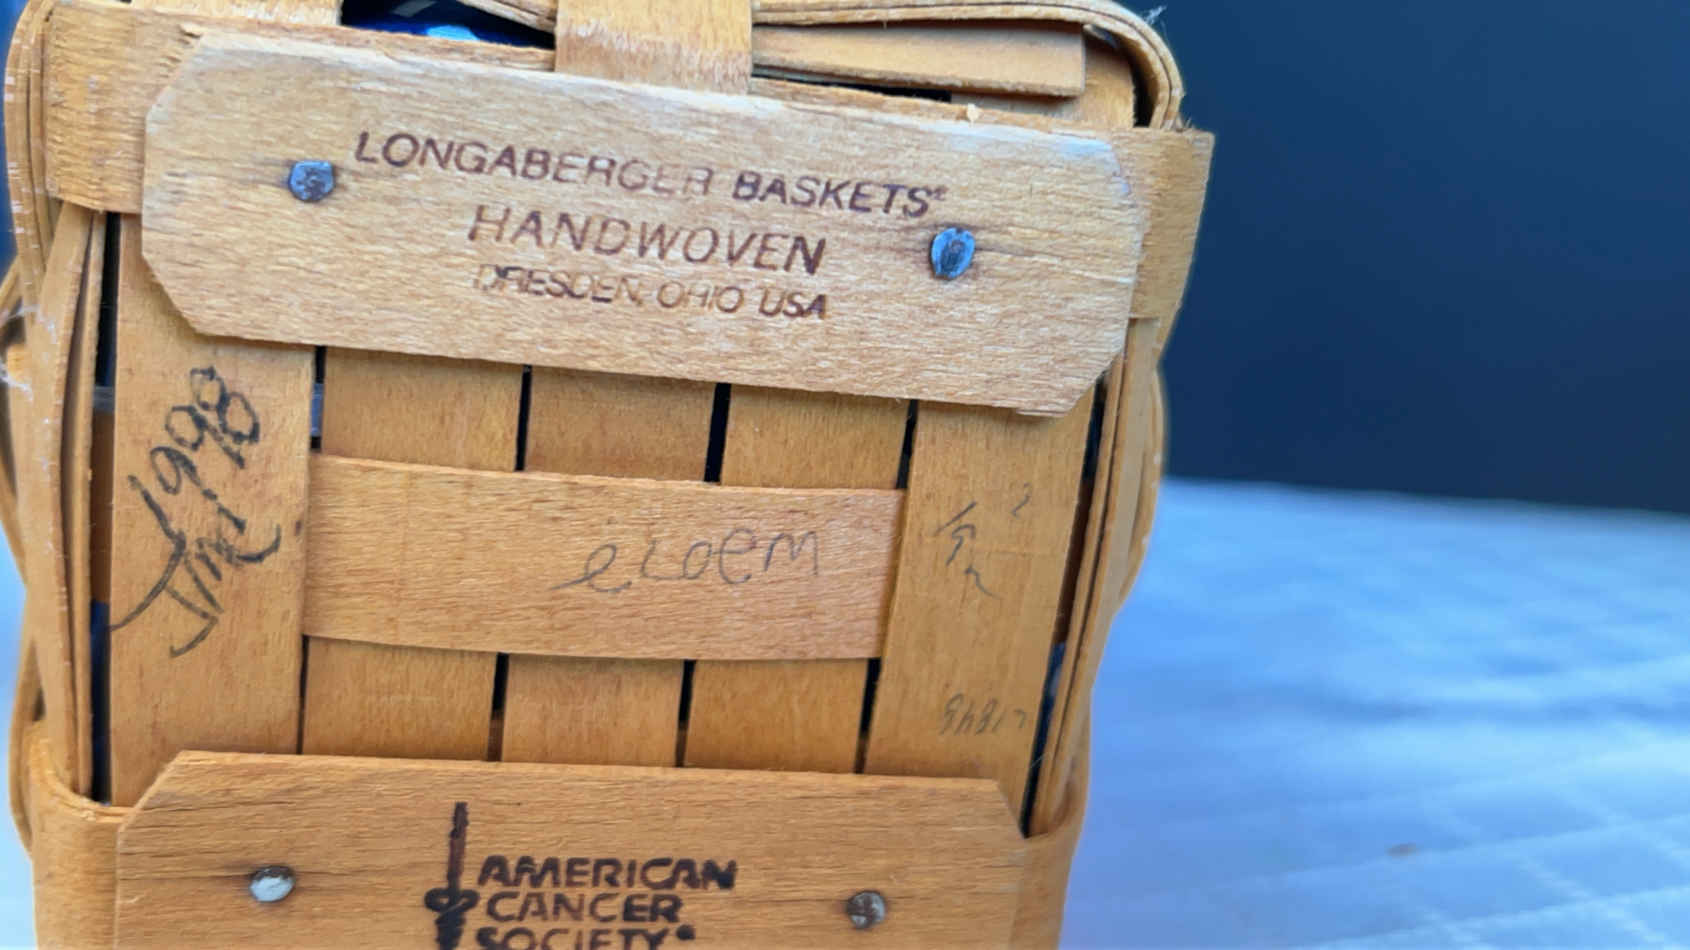 LONGABERGER BASKETS®
HANDWOVEN
DRESDEN, OHIO USA
1998
AMERICAN
CANCER
SOCIETY®